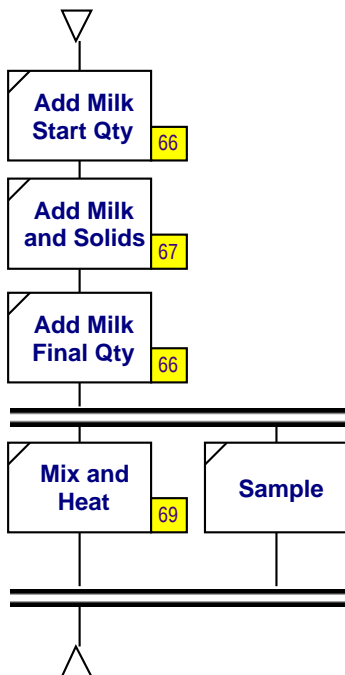 Add Milk
Start Qty
66
Add Milk
and Solids
67
Add Milk
Final Qty
66
Mix and
Heat
69
Sample